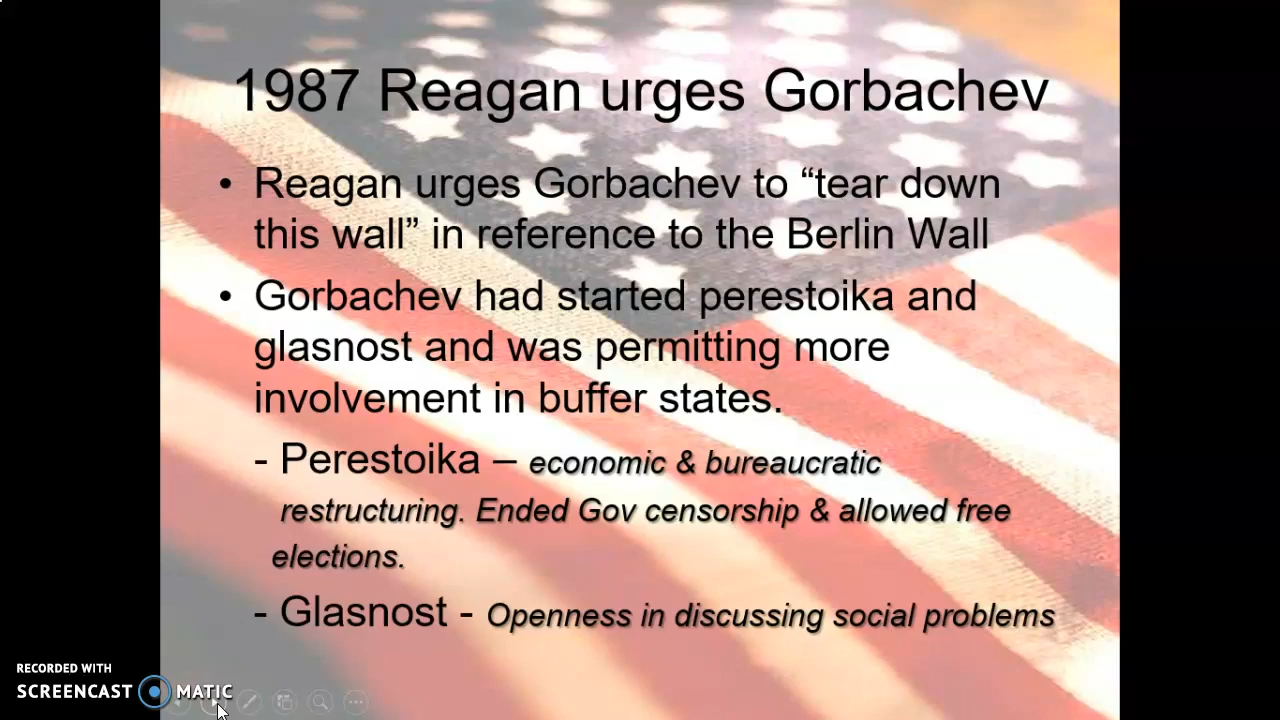 1987 Reagan urges Gorbachev
• Reagan urges Gorbachev to “tear down
this wall” in reference to the Berlin Wall
• Gorbachev had started perestoika and
glasnost and was permitting more
involvement in buffer states.
- Perestoika – economic & bureaucratic
restructuring. Ended Gov censorship & allowed free
elections.
- Glasnost - Openness in discussing social problems
RECORDED WITH
SCREENCAST MATIC